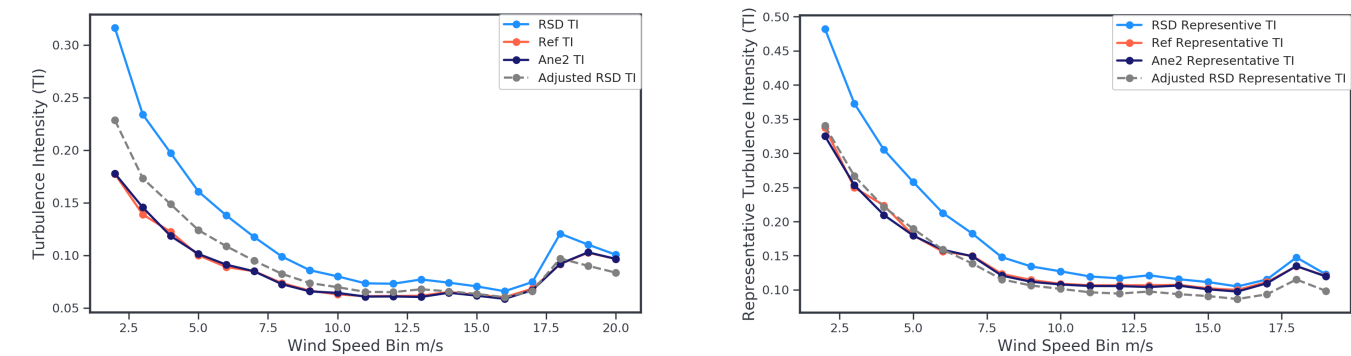 RSD TI
Ref TI
Ane2 TI
Adjusted RSD TI
0.30
0.25
0.20
0.15
0.10
0.05
Turbulence Intensity (TI)
2.5 5.0 7.5 10.0 12.5 15.0 17.5 20.0
Wind Speed Bin m/s
RSD Representive TI
Ref Representative TI
Ane2 Representative TI
Adjusted RSD Representative TI
0.50
0.45
0.40
0.35
0.30
0.25
0.20
0.15
0.10
Representative Turbulence Intensity (TI)
2.5 5.0 7.5 10.0 12.5 15.0 17.5
Wind Speed Bin m/s